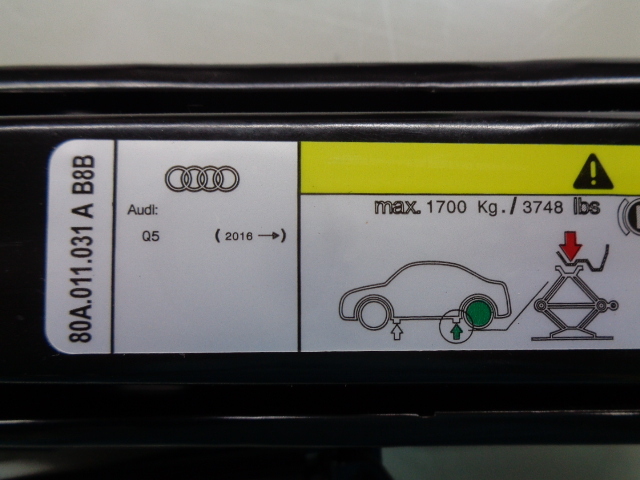 80A.011.031 A B8B
Audi:
Q5 (2016 →)
max. 1700 Kg. / 3748 lbs